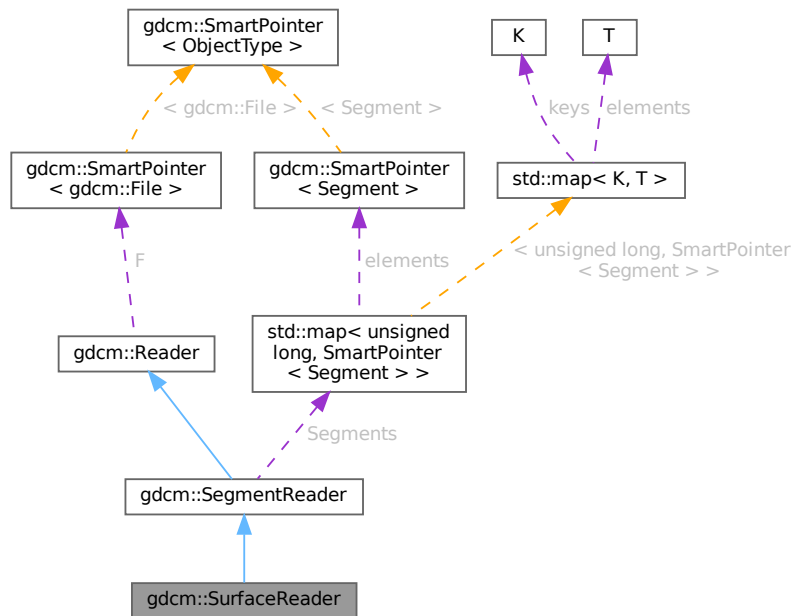 gdcm::SmartPointer
< ObjectType >
K
T
< gdcm::File >
< Segment >
keys
elements
gdcm::SmartPointer
< gdcm::File >
gdcm::SmartPointer
< Segment >
std::map< K, T >
F
elements
< unsigned long, SmartPointer
< Segment > >
gdcm::Reader
std::map< unsigned
long, SmartPointer
< Segment > >
Segments
gdcm::SegmentReader
gdcm::SurfaceReader